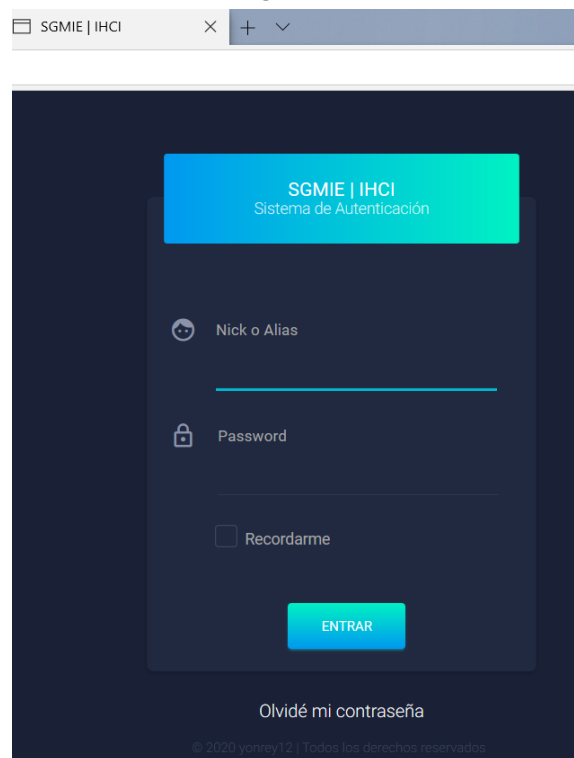 SGMIE | IHCI
SGMIE | IHCI
Sistema de Autenticación
Nick o Alias
Password
Recordarme
ENTRAR
Olvidé mi contraseña
© 2020 yonrey12 | Todos los derechos reservados